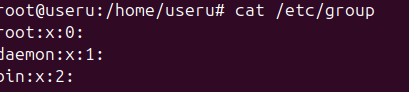 root@useru:/home/useru# cat /etc/group
root:x:0:
daemon:x:1:
bin:x:2: